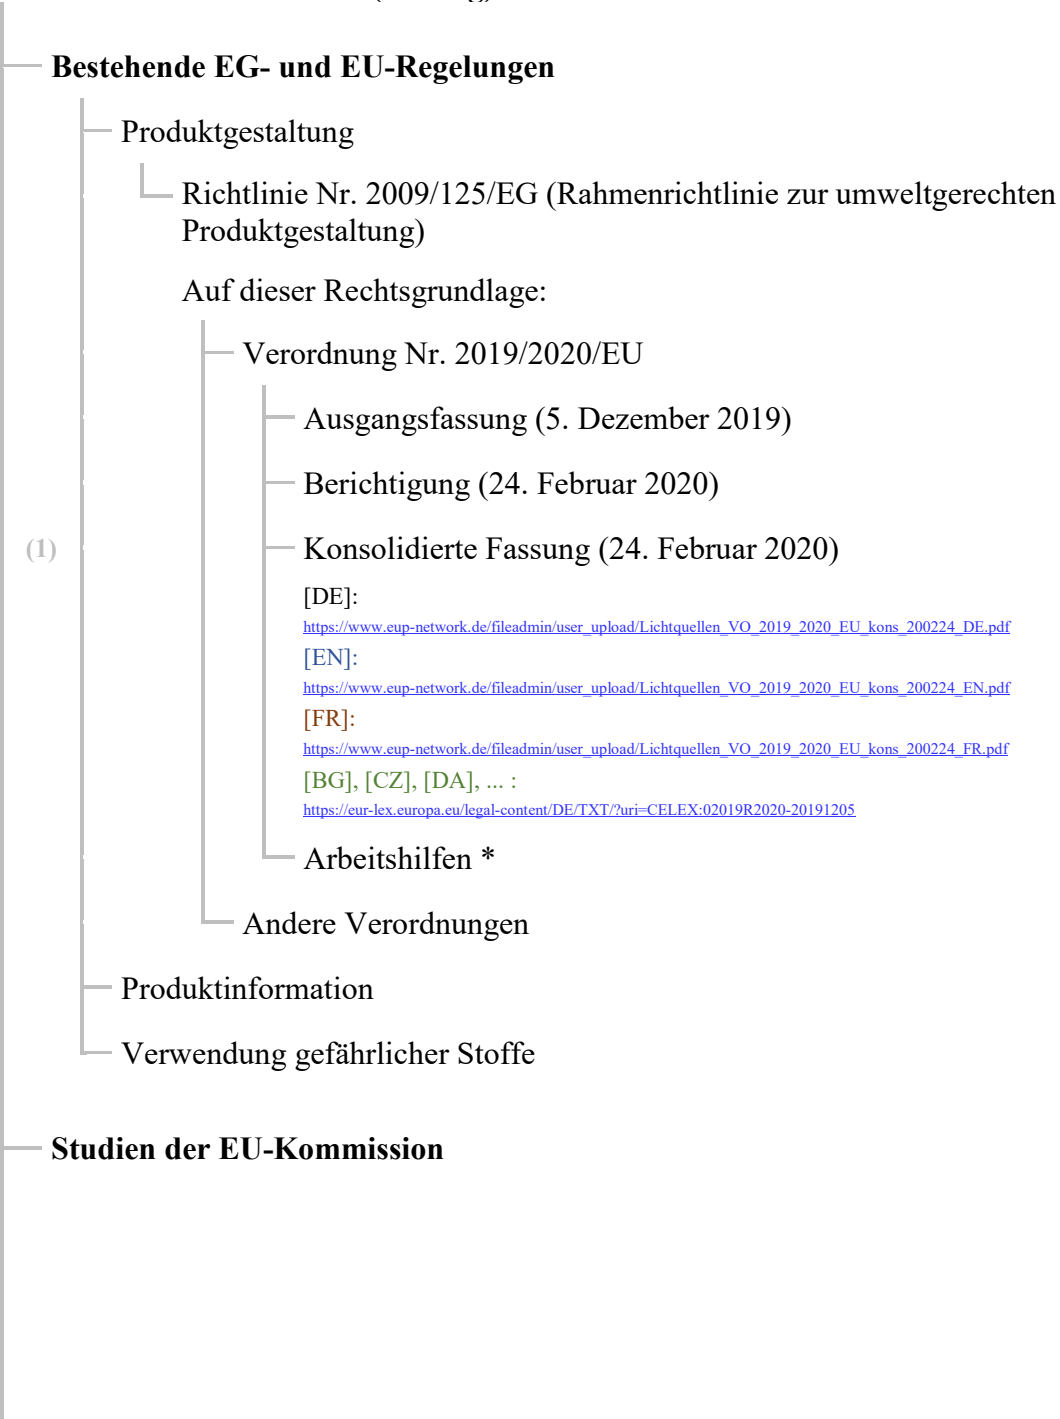 Bestehende EG- und EU-Regelungen
Produktgestaltung
Richtlinie Nr. 2009/125/EG (Rahmenrichtlinie zur umweltgerechten
Produktgestaltung)
Auf dieser Rechtsgrundlage:
Verordnung Nr. 2019/2020/EU
Ausgangsfassung (5. Dezember 2019)
Berichtigung (24. Februar 2020)
(1)
Konsolidierte Fassung (24. Februar 2020)
[DE]:
https://www.eup-network.de/fileadmin/user_upload/Lichtquellen_VO_2019_2020_EU_kons_200224_DE.pdf
[EN]:
https://www.eup-network.de/fileadmin/user_upload/Lichtquellen_VO_2019_2020_EU_kons_200224_EN.pdf
[FR]:
https://www.eup-network.de/fileadmin/user_upload/Lichtquellen_VO_2019_2020_EU_kons_200224_FR.pdf
[BG], [CZ], [DA], ... :
https://eur-lex.europa.eu/legal-content/DE/TXT/?uri=CELEX:02019R2020-20191205
Arbeitshilfen *
Andere Verordnungen
Produktinformation
Verwendung gefährlicher Stoffe
Studien der EU-Kommission